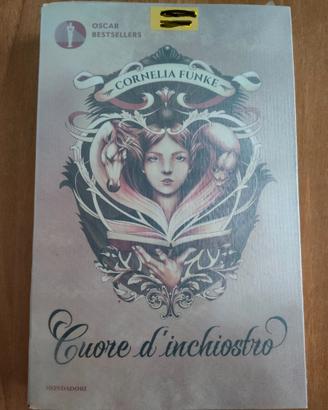 OSCAR
BESTSELLERS
CORNELIA FUNKE
Cuore d'inchiostro
MONDADORI